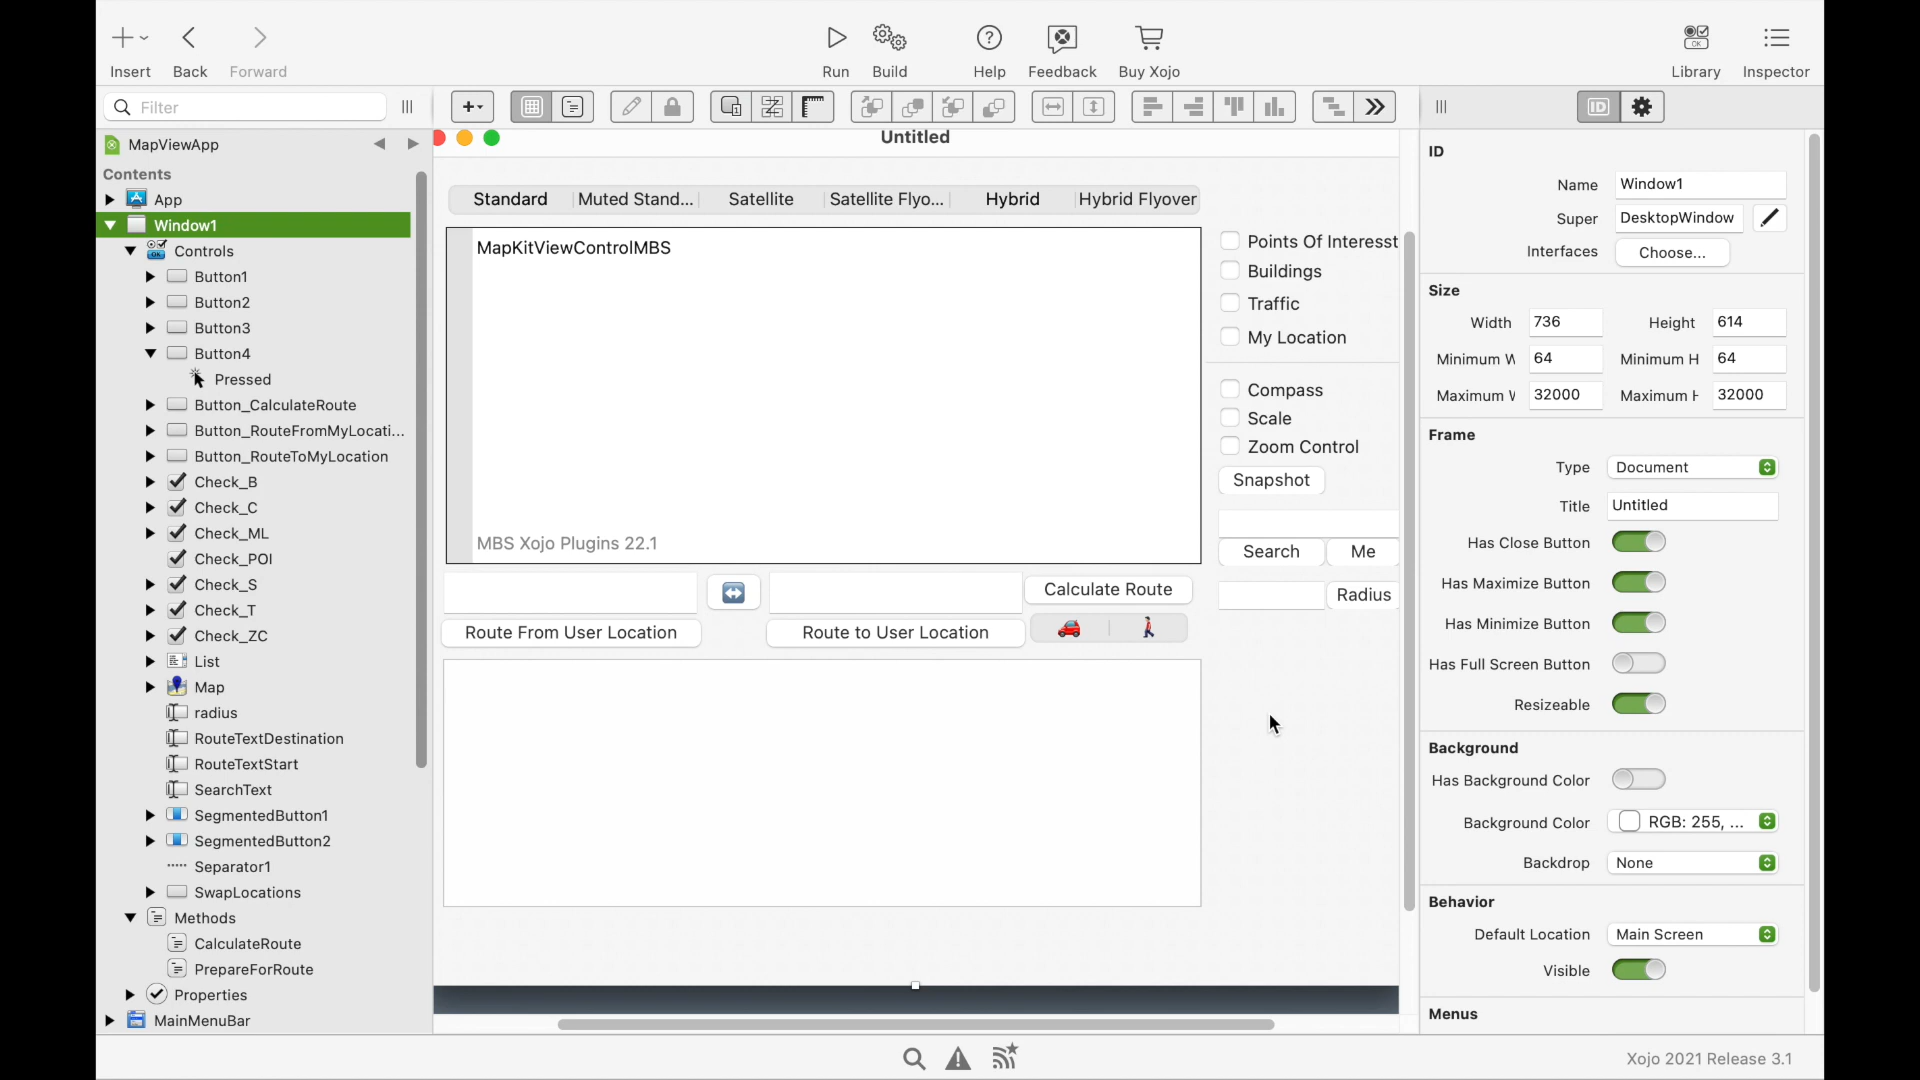 Insert
Back
Forward
Run
Build
Help
Feedback
Buy Xojo
Library
Inspector
Filter
ID
Untitled
MapViewApp
Contents
App
Window1
Controls
Button1
Button2
Button3
Button4
Pressed
Button_CalculateRoute
Button_RouteFromMyLocati...
Button_RouteToMyLocation
Check_B
Check_C
Check_ML
Check_POI
Check_S
Check_T
Check_ZC
List
Map
radius
RouteTextDestination
RouteTextStart
SearchText
SegmentedButton1
SegmentedButton2
Separator1
SwapLocations
Methods
CalculateRoute
PrepareForRoute
Properties
MainMenuBar
Standard
Muted Stand...
Satellite
Satellite Flyo...
Hybrid
Hybrid Flyover
MapKitViewControlMBS
MBS Xojo Plugins 22.1
Points Of Interesst
Buildings
Traffic
My Location
Compass
Scale
Zoom Control
Snapshot
Search
Me
Radius
Calculate Route
Route From User Location
Route to User Location
ID
Name Window1
Super DesktopWindow
Interfaces Choose...
Size
Width 736 Height 614
Minimum W 64 Minimum H 64
Maximum V 32000 Maximum H 32000
Frame
Type Document
Title Untitled
Has Close Button
Has Maximize Button
Has Minimize Button
Has Full Screen Button
Resizeable
Background
Has Background Color
Background Color RGB: 255, ...
Backdrop None
Behavior
Default Location Main Screen
Visible
Menus
Xojo 2021 Release 3.1